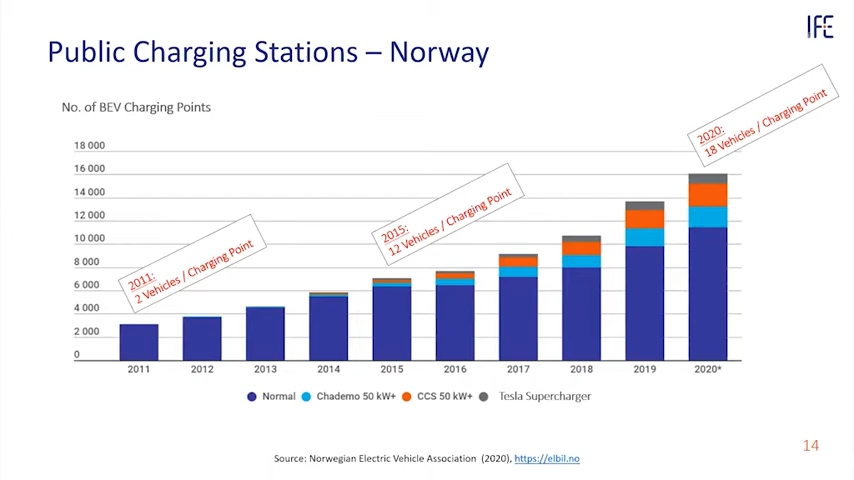 IFE
Public Charging Stations – Norway
No. of BEV Charging Points
2020:
18 Vehicles / Charging Point
2015:
12 Vehicles / Charging Point
2011:
2 Vehicles / Charging Point
18 000
16 000
14 000
12 000
10 000
8 000
6 000
4 000
2 000
0
2011 2012 2013 2014 2015 2016 2017 2018 2019 2020*
Normal Chademo 50 kW+ CCS 50 kW+ Tesla Supercharger
14
Source: Norwegian Electric Vehicle Association (2020), https://elbil.no